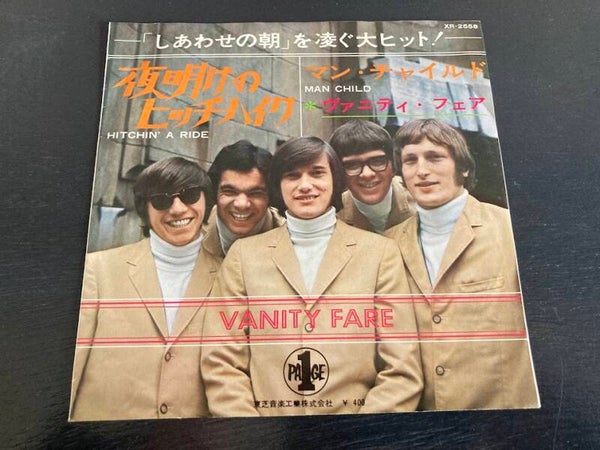 XR-2558
「しあわせの朝」を凌ぐ大ヒット!
夜明けの
ヒッチハイク
HITCHIN' A RIDE
マン・チャイルド
MAN CHILD
*ヴァニティ・フェア
VANITY FARE
PAGE
1
東芝音楽工業株式会社 ¥ 400